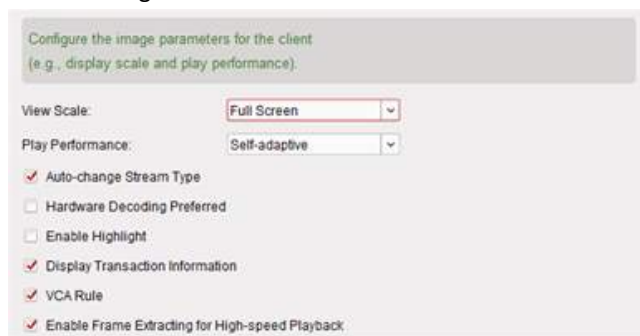 Configure the image parameters for the client
(e.g., display scale and play performance).
View Scale: Full Screen
Play Performance: Self-adaptive
Auto-change Stream Type
Hardware Decoding Preferred
Enable Highlight
Display Transaction Information
VCA Rule
Enable Frame Extracting for High-speed Playback